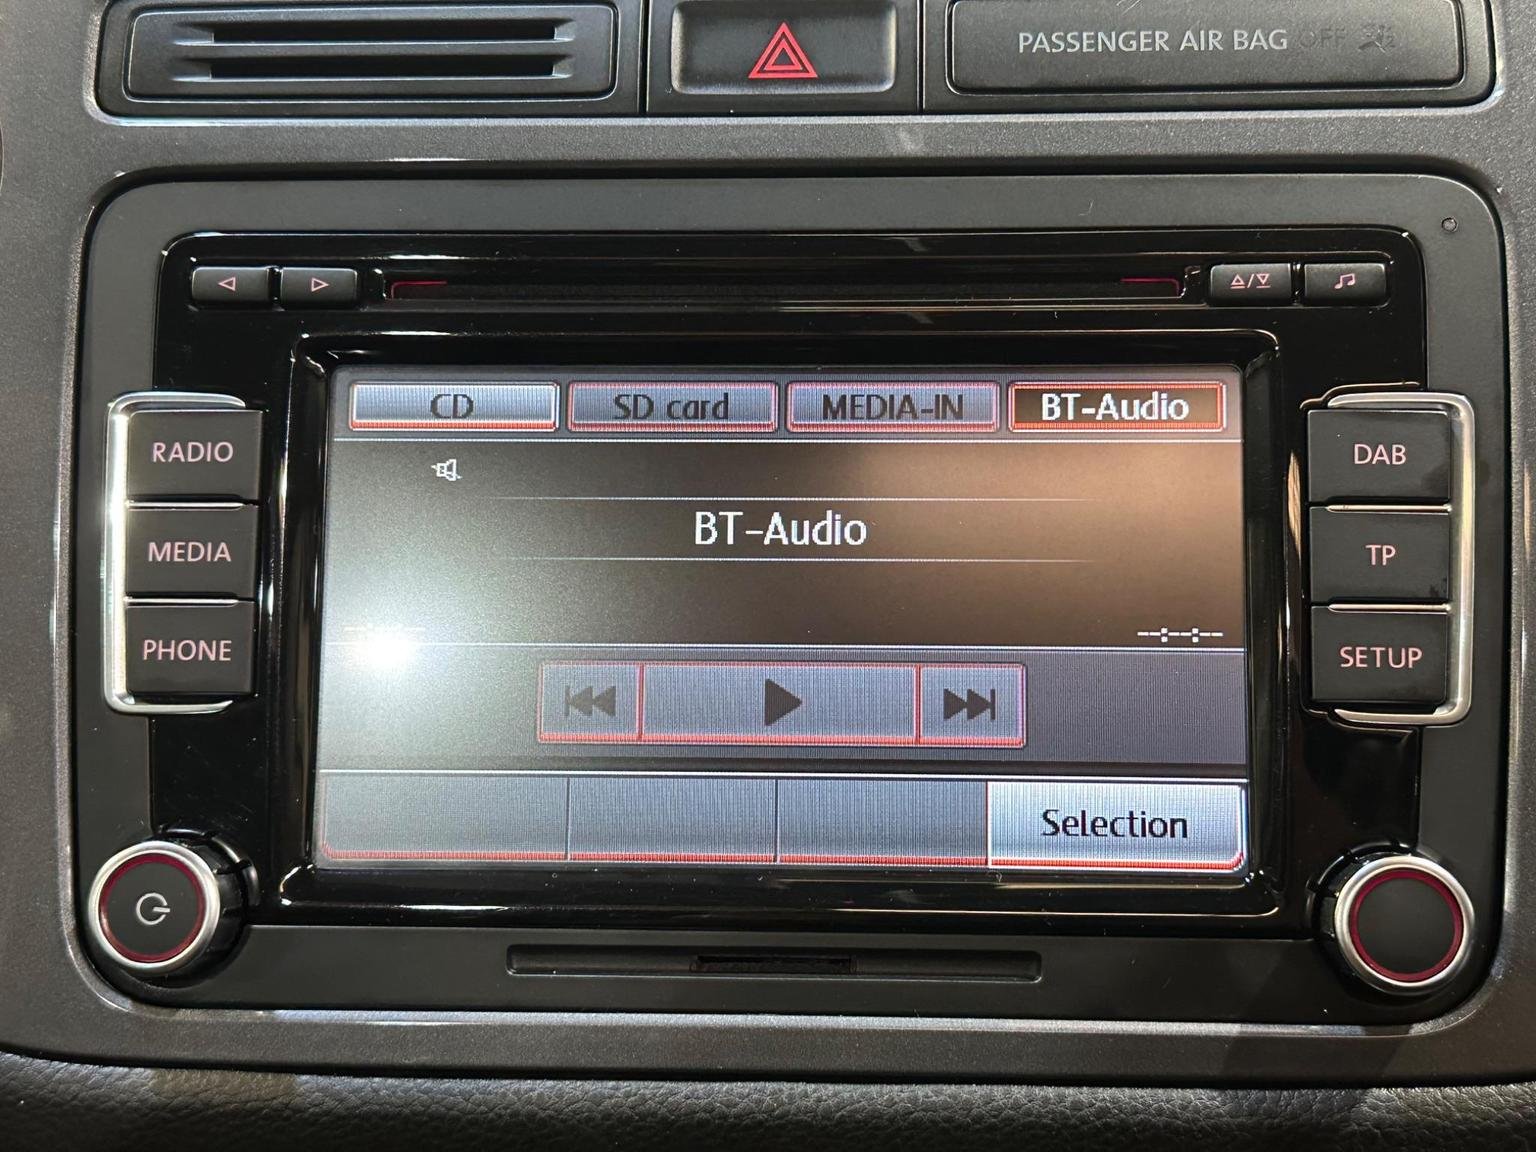 PASSENGER AIR BAG OFF
CD
SD card
MEDIA-IN
BT-Audio
RADIO
DAB
BT-Audio
MEDIA
TP
--:--:--
PHONE
SETUP
Selection